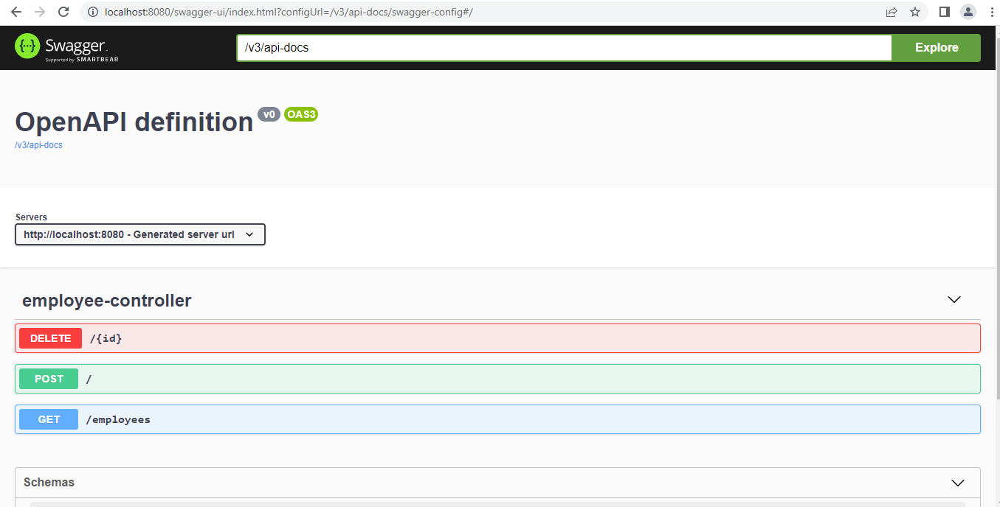 localhost:8080/swagger-ui/index.html?configUrl=/v3/api-docs/swagger-config#/
{··} Swagger™
Supported by SMARTBEAR
/v3/api-docs
Explore
OpenAPI definition v0 OAS3
/v3/api-docs
Servers
http://localhost:8080 - Generated server url
employee-controller
DELETE /{id}
POST /
GET /employees
Schemas